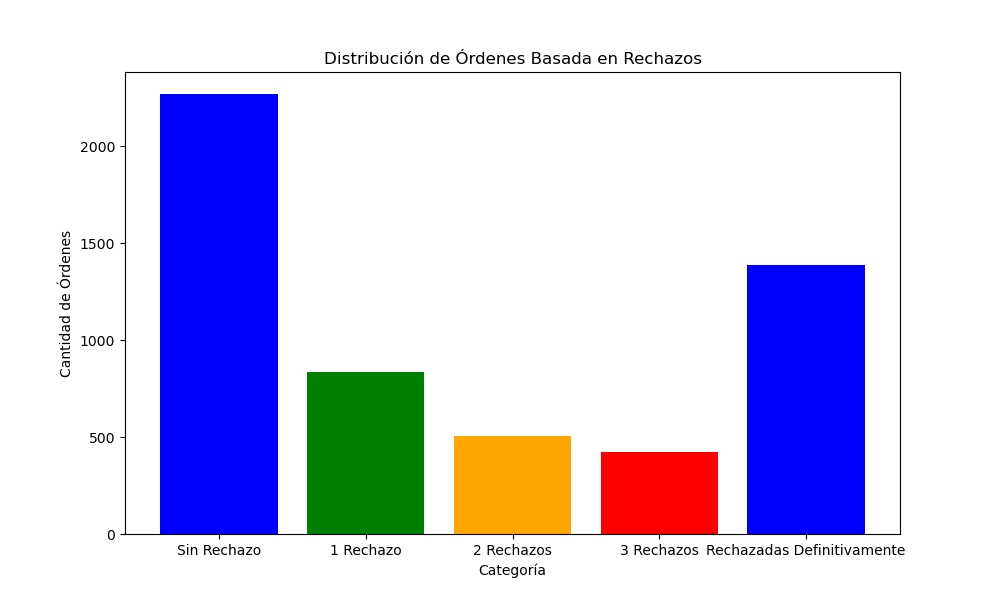 Distribución de Órdenes Basada en Rechazos
Cantidad de Órdenes
2000
1500
1000
500
0
Sin Rechazo
1 Rechazo
2 Rechazos
3 Rechazos
Rechazadas Definitivamente
Categoría